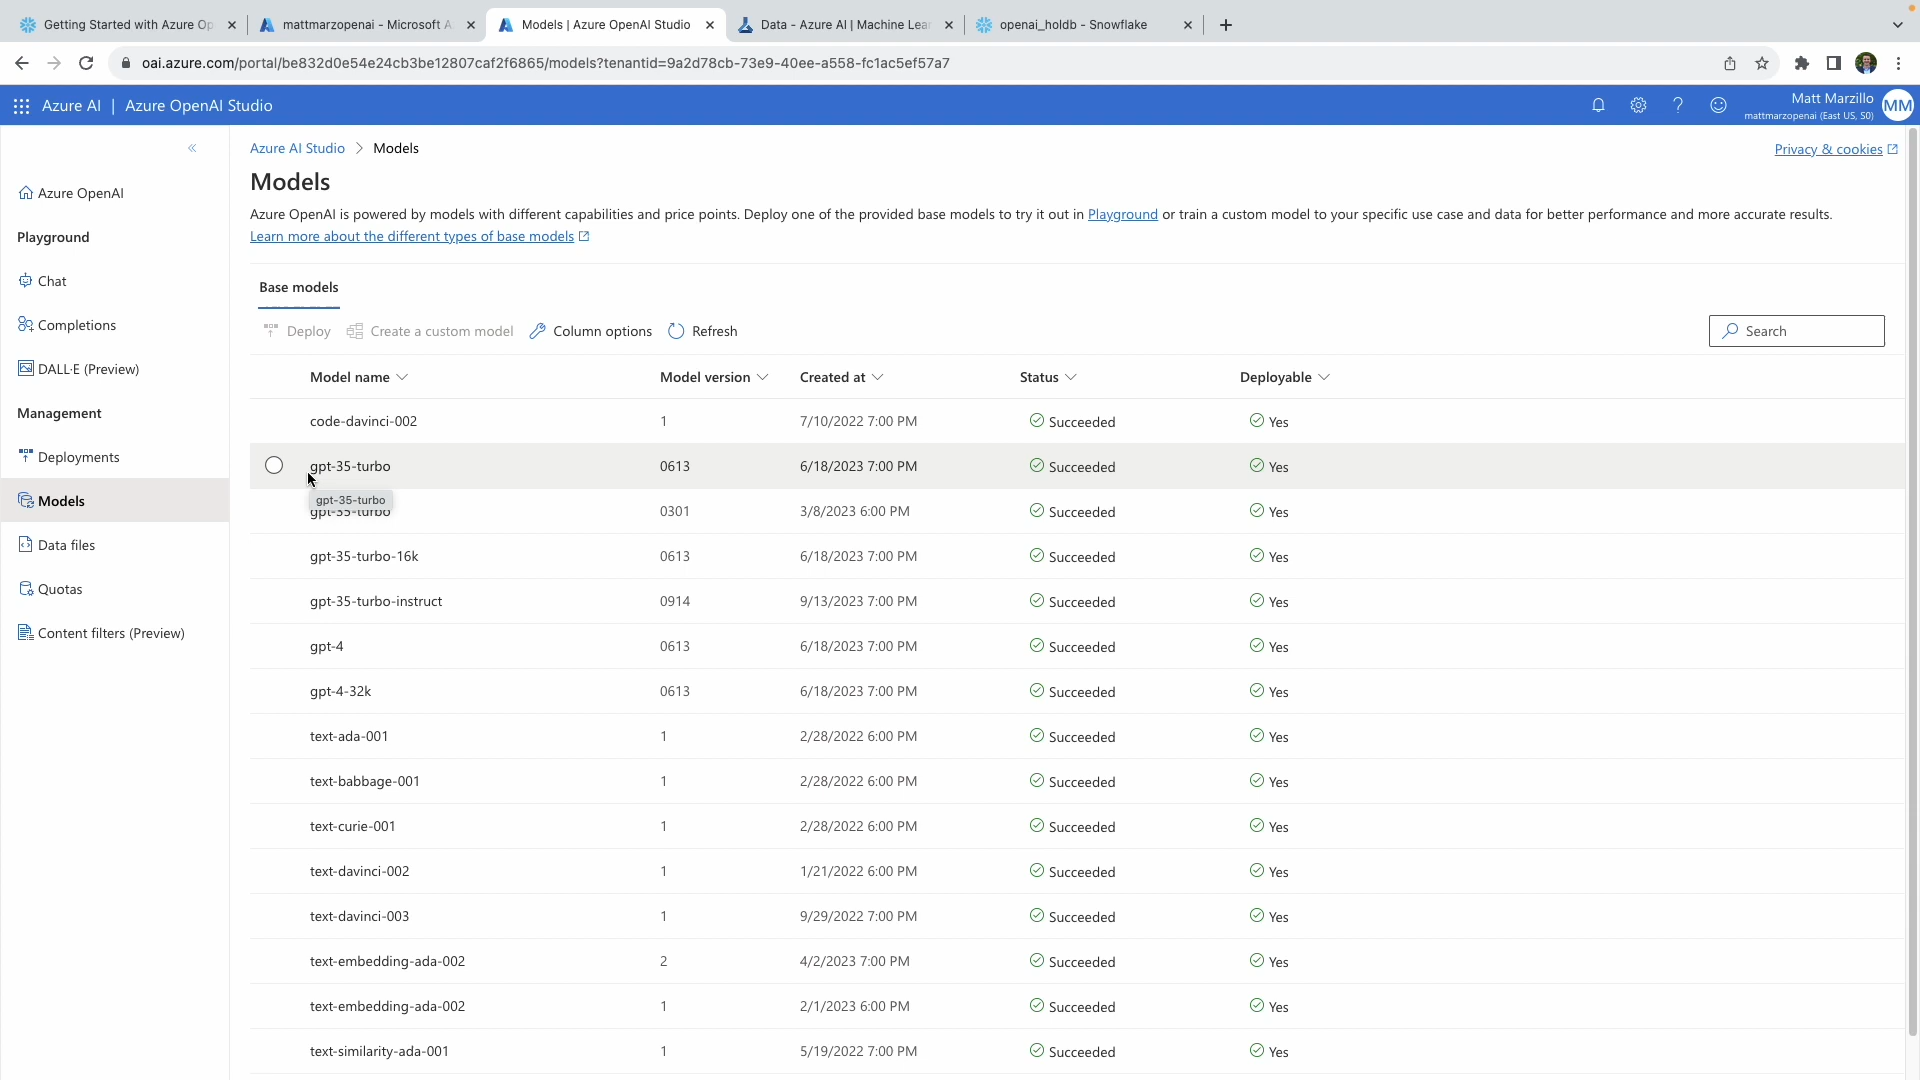 Getting Started with Azure Op
mattmarzopenai - Microsoft A
Models | Azure OpenAI Studio
Data - Azure AI | Machine Lear
openai_holdb - Snowflake
oai.azure.com/portal/be832d0e54e24cb3be12807caf2f6865/models?tenantid=9a2d78cb-73e9-40ee-a558-fc1ac5ef57a7
Azure AI | Azure OpenAI Studio
Matt Marzillo
mattmarzopenai (East US, S0)
MM
Azure AI Studio > Models
Privacy & cookies
Models
Azure OpenAI is powered by models with different capabilities and price points. Deploy one of the provided base models to try it out in Playground or train a custom model to your specific use case and data for better performance and more accurate results.
Learn more about the different types of base models
Azure OpenAI
Playground
Chat
Completions
DALL·E (Preview)
Management
Deployments
Models
Data files
Quotas
Content filters (Preview)
Base models
Deploy Create a custom model Column options Refresh
Search
Model name Model version Created at Status Deployable
code-davinci-002 1 7/10/2022 7:00 PM Succeeded Yes
gpt-35-turbo 0613 6/18/2023 7:00 PM Succeeded Yes
gpt-35-turbo
gpt-35-turbo 0301 3/8/2023 6:00 PM Succeeded Yes
gpt-35-turbo-16k 0613 6/18/2023 7:00 PM Succeeded Yes
gpt-35-turbo-instruct 0914 9/13/2023 7:00 PM Succeeded Yes
gpt-4 0613 6/18/2023 7:00 PM Succeeded Yes
gpt-4-32k 0613 6/18/2023 7:00 PM Succeeded Yes
text-ada-001 1 2/28/2022 6:00 PM Succeeded Yes
text-babbage-001 1 2/28/2022 6:00 PM Succeeded Yes
text-curie-001 1 2/28/2022 6:00 PM Succeeded Yes
text-davinci-002 1 1/21/2022 6:00 PM Succeeded Yes
text-davinci-003 1 9/29/2022 7:00 PM Succeeded Yes
text-embedding-ada-002 2 4/2/2023 7:00 PM Succeeded Yes
text-embedding-ada-002 1 2/1/2023 6:00 PM Succeeded Yes
text-similarity-ada-001 1 5/19/2022 7:00 PM Succeeded Yes